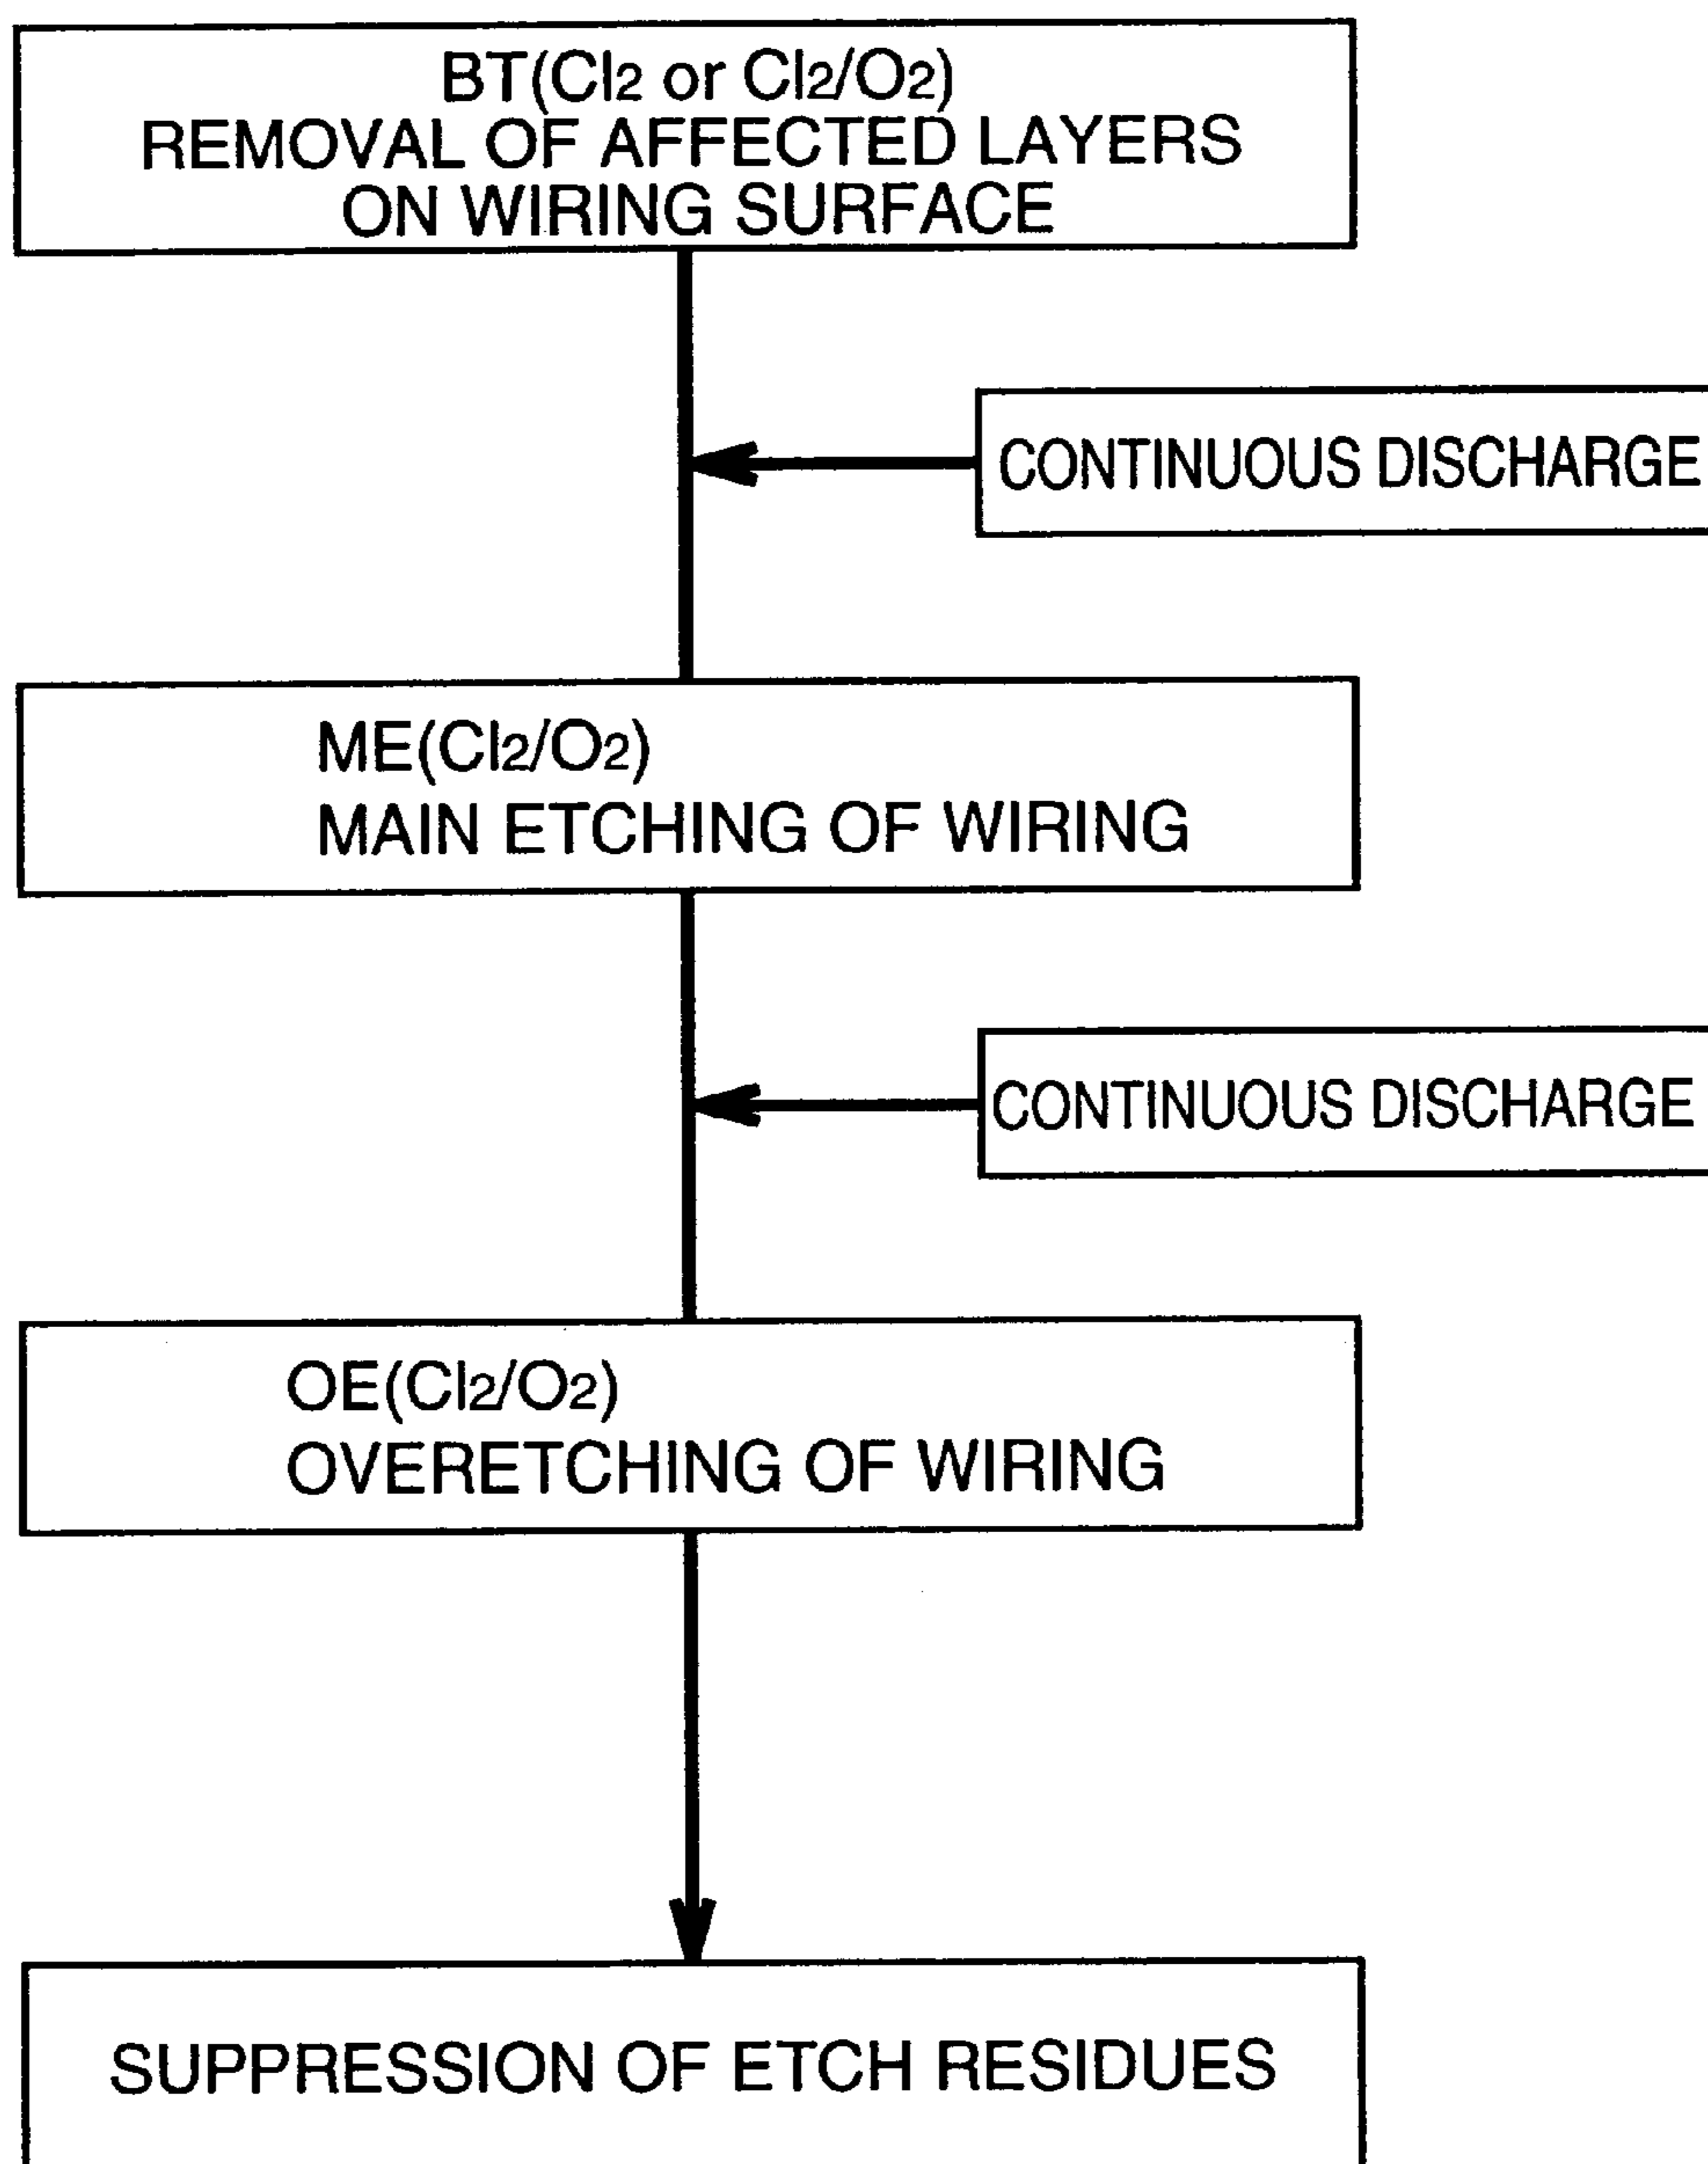 BT(Cl2 or Cl2/O2)
REMOVAL OF AFFECTED LAYERS
ON WIRING SURFACE
CONTINUOUS DISCHARGE
ME(Cl2/O2)
MAIN ETCHING OF WIRING
CONTINUOUS DISCHARGE
OE(Cl2/O2)
OVERETCHING OF WIRING
SUPPRESSION OF ETCH RESIDUES